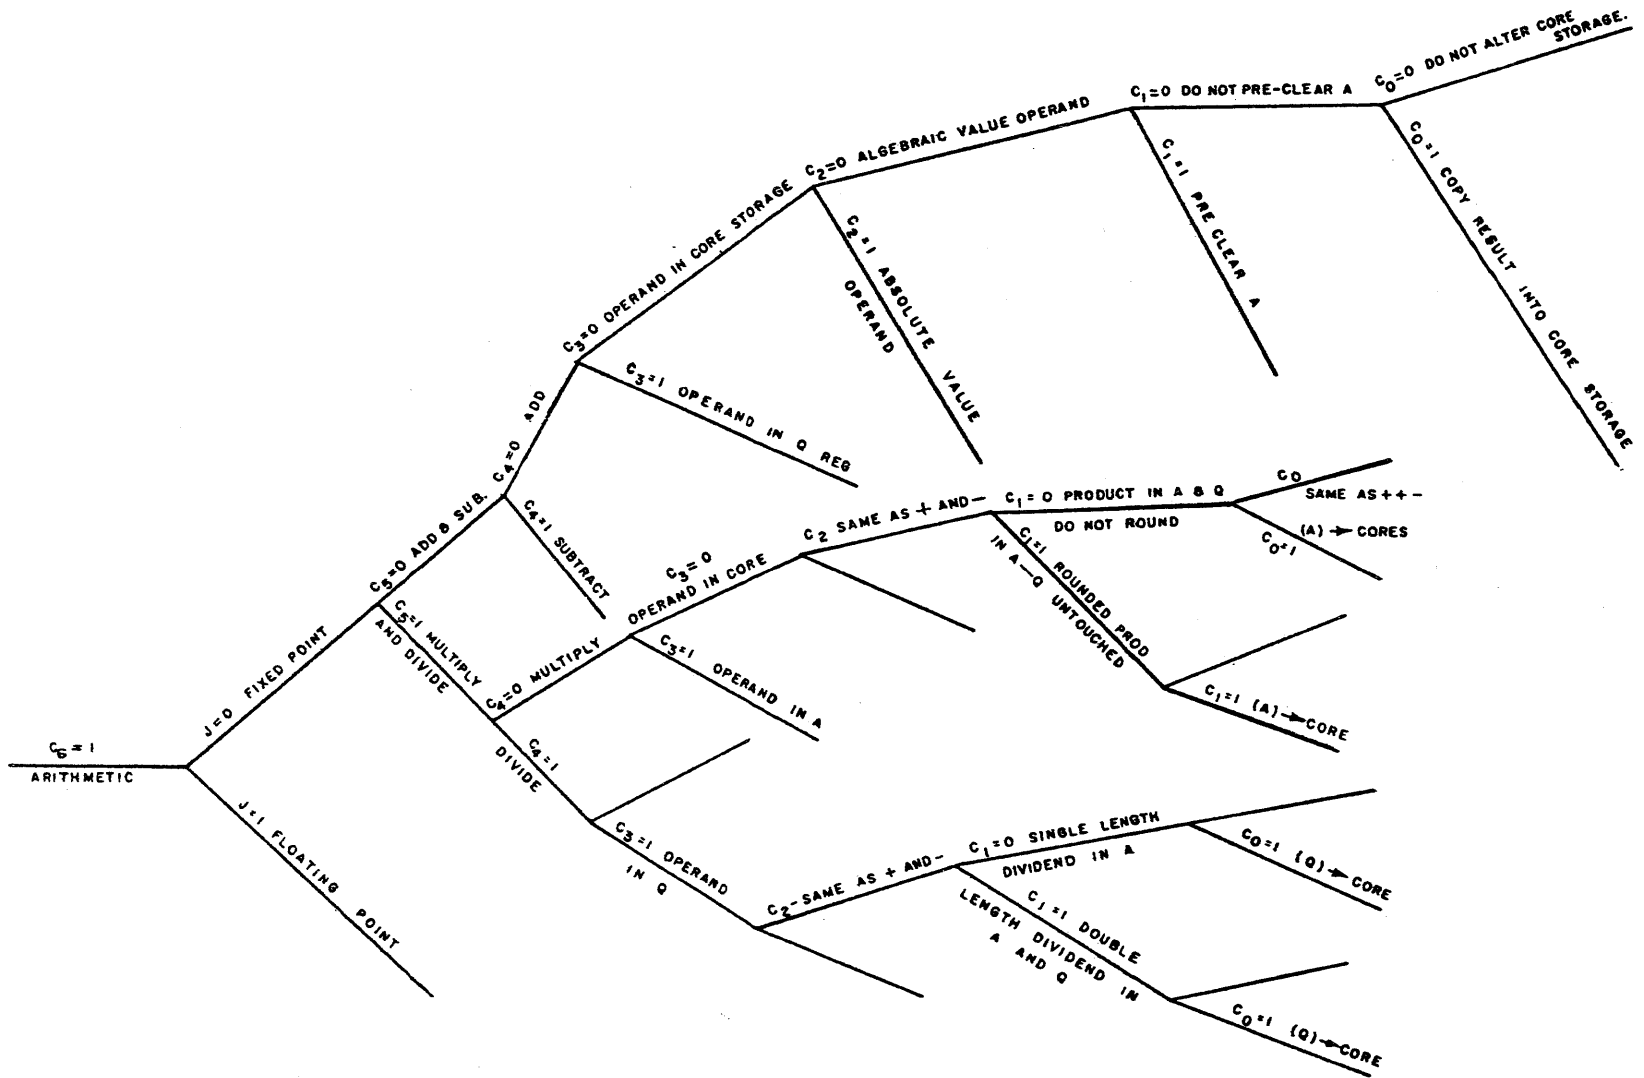 C6=1
ARITHMETIC
J=0 FIXED POINT
J=1 FLOATING POINT
C5=0 ADD & SUB.
C5=1 MULTIPLY
AND DIVIDE
C4=0 ADD
C4=1 SUBTRACT
C3=0 OPERAND IN CORE STORAGE
C3=1 OPERAND IN Q REG
C2=0 ALGEBRAIC VALUE OPERAND
C2=1 ABSOLUTE VALUE
OPERAND
C1=0 DO NOT PRE-CLEAR A
C1=1 PRE CLEAR A
C0=0 DO NOT ALTER CORE
STORAGE.
C0=1 COPY RESULT INTO CORE STORAGE
C4=0 MULTIPLY
C3=0
OPERAND IN CORE
C3=1 OPERAND IN A
C2 SAME AS + AND -
C1=0 PRODUCT IN A & Q
DO NOT ROUND
C1=1 ROUNDED PROD
IN A—Q UNTOUCHED
C0
SAME AS + + -
(A) → CORES
C0=1
C1=1 (A) → CORE
C4=1
DIVIDE
C3=1 OPERAND
IN Q
C2-SAME AS + AND -
C1=0 SINGLE LENGTH
DIVIDEND IN A
C1=1 DOUBLE
LENGTH DIVIDEND IN
A AND Q
C0=1 (Q) → CORE
C0=1 (Q) → CORE